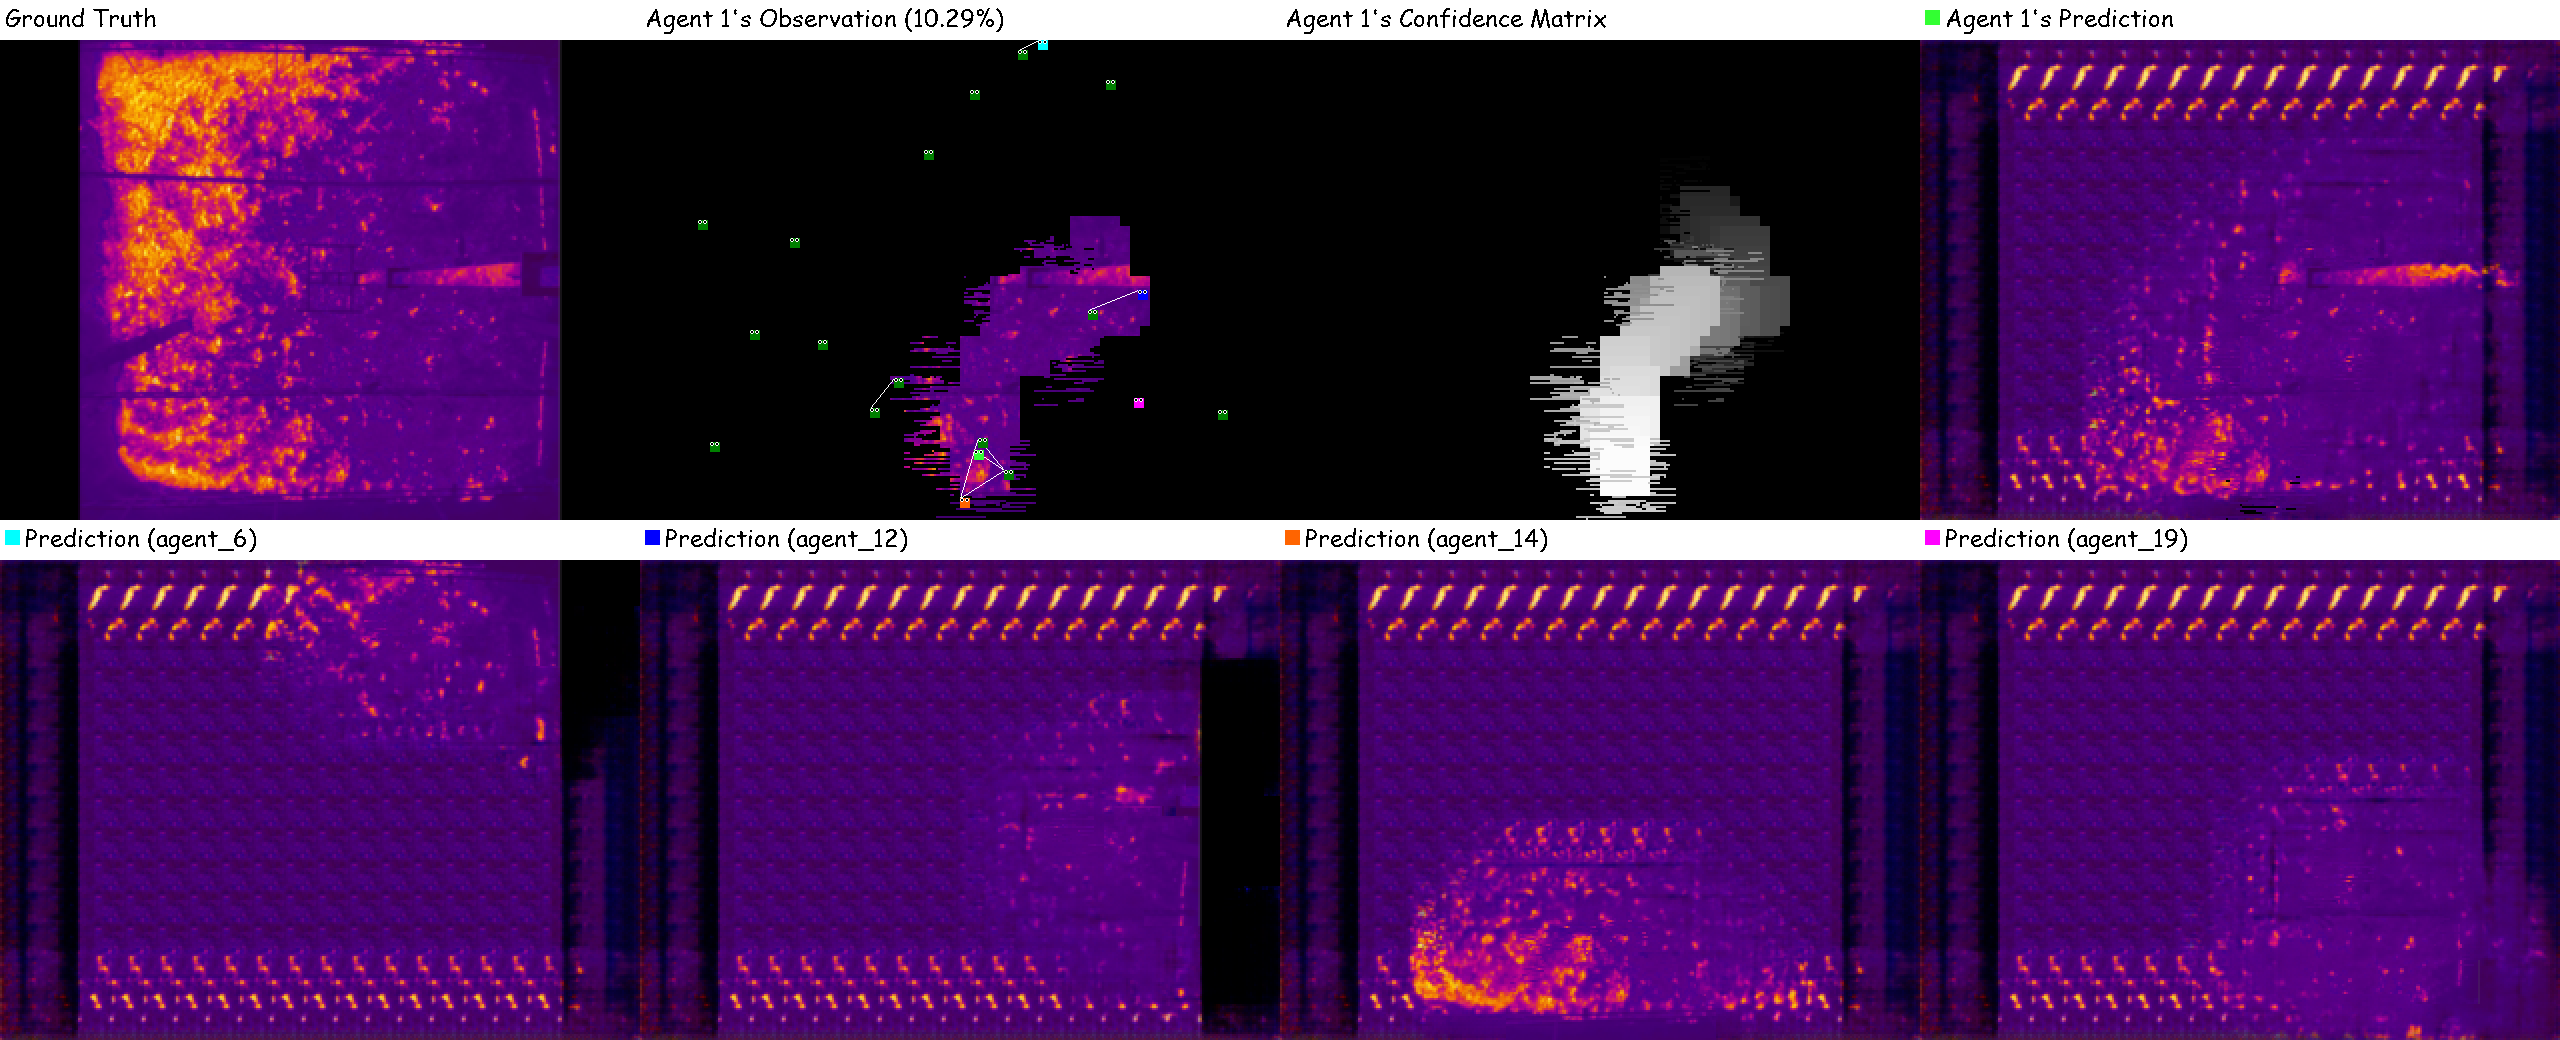 Ground Truth
Agent 1's Observation (10.29%)
Agent 1's Confidence Matrix
Agent 1's Prediction
Prediction (agent_6)
Prediction (agent_12)
Prediction (agent_14)
Prediction (agent_19)